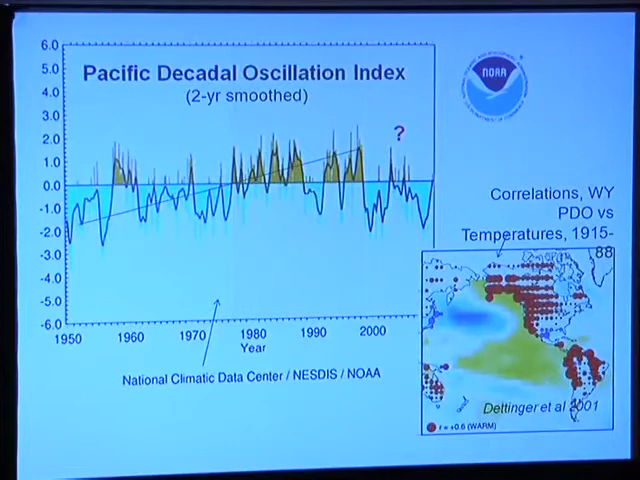 6.0
5.0
4.0
3.0
2.0
1.0
0.0
-1.0
-2.0
-3.0
-4.0
-5.0
-6.0
Pacific Decadal Oscillation Index
(2-yr smoothed)
?
1950
1960
1970
1980
1990
2000
Year
National Climatic Data Center / NESDIS / NOAA
NOAA
Correlations, WY
PDO vs
Temperatures, 1915-
88
Dettinger et al 2001
r = +0.6 (WARM)